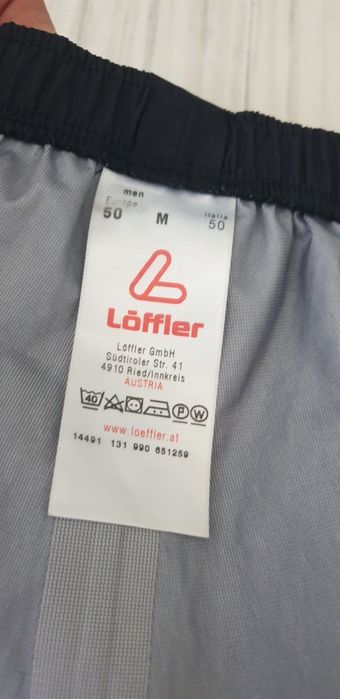 men
Europe Italia
50 M 50
Löffler
Löffler GmbH
Südtiroler Str. 41
4910 Ried/Innkreis
AUSTRIA
40 P W
www.loeffler.at
14491 131 990 651259